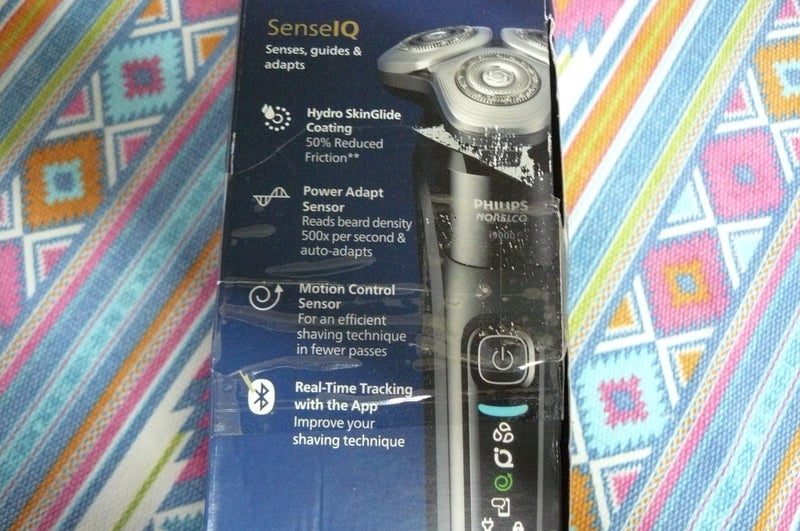 SenseIQ
Senses, guides &
adapts
Hydro SkinGlide
Coating
50% Reduced
Friction**
Power Adapt
Sensor
Reads beard density
500x per second &
auto-adapts
Motion Control
Sensor
For an efficient
shaving technique
in fewer passes
Real-Time Tracking
with the App
Improve your
shaving technique
PHILIPS
NORELCO
i9000